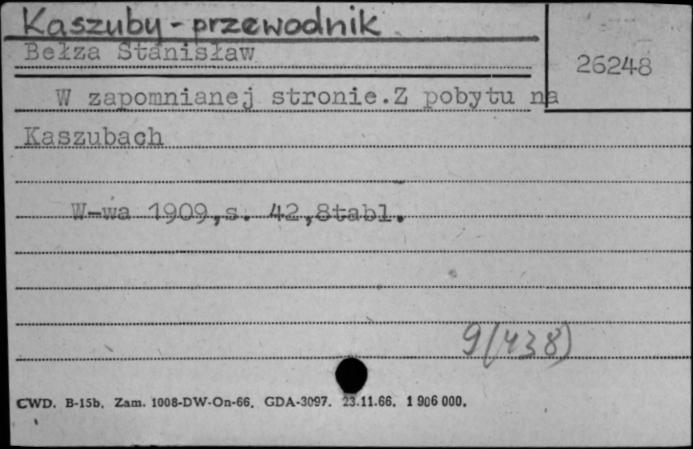 Kaszuby - przewodnik
Bełza Stanisław
26248
W zapomnianej stronie.Z pobytu na
Kaszubach
W-wa 1909,s. 42,8tabl.
9(438)
CWD. B-15b. Zam. 1008-DW-On-66. GDA-3097. 23.11.66. 1 906 000.